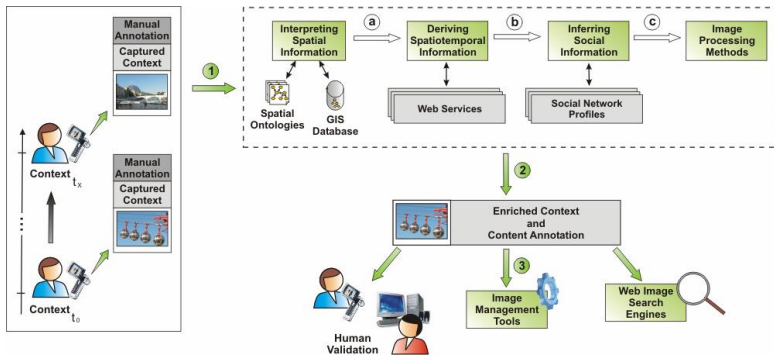 Manual
Annotation
Captured
Context
Context t x
Manual
Annotation
Captured
Context
Context t 0
1
Interpreting
Spatial
Information
a
Deriving
Spatiotemporal
Information
b
Inferring
Social
Information
c
Image
Processing
Methods
Spatial
Ontologies
GIS
Database
Web Services
Social Network
Profiles
2
Enriched Context
and
Content Annotation
3
Human
Validation
Image
Management
Tools
Web Image
Search
Engines